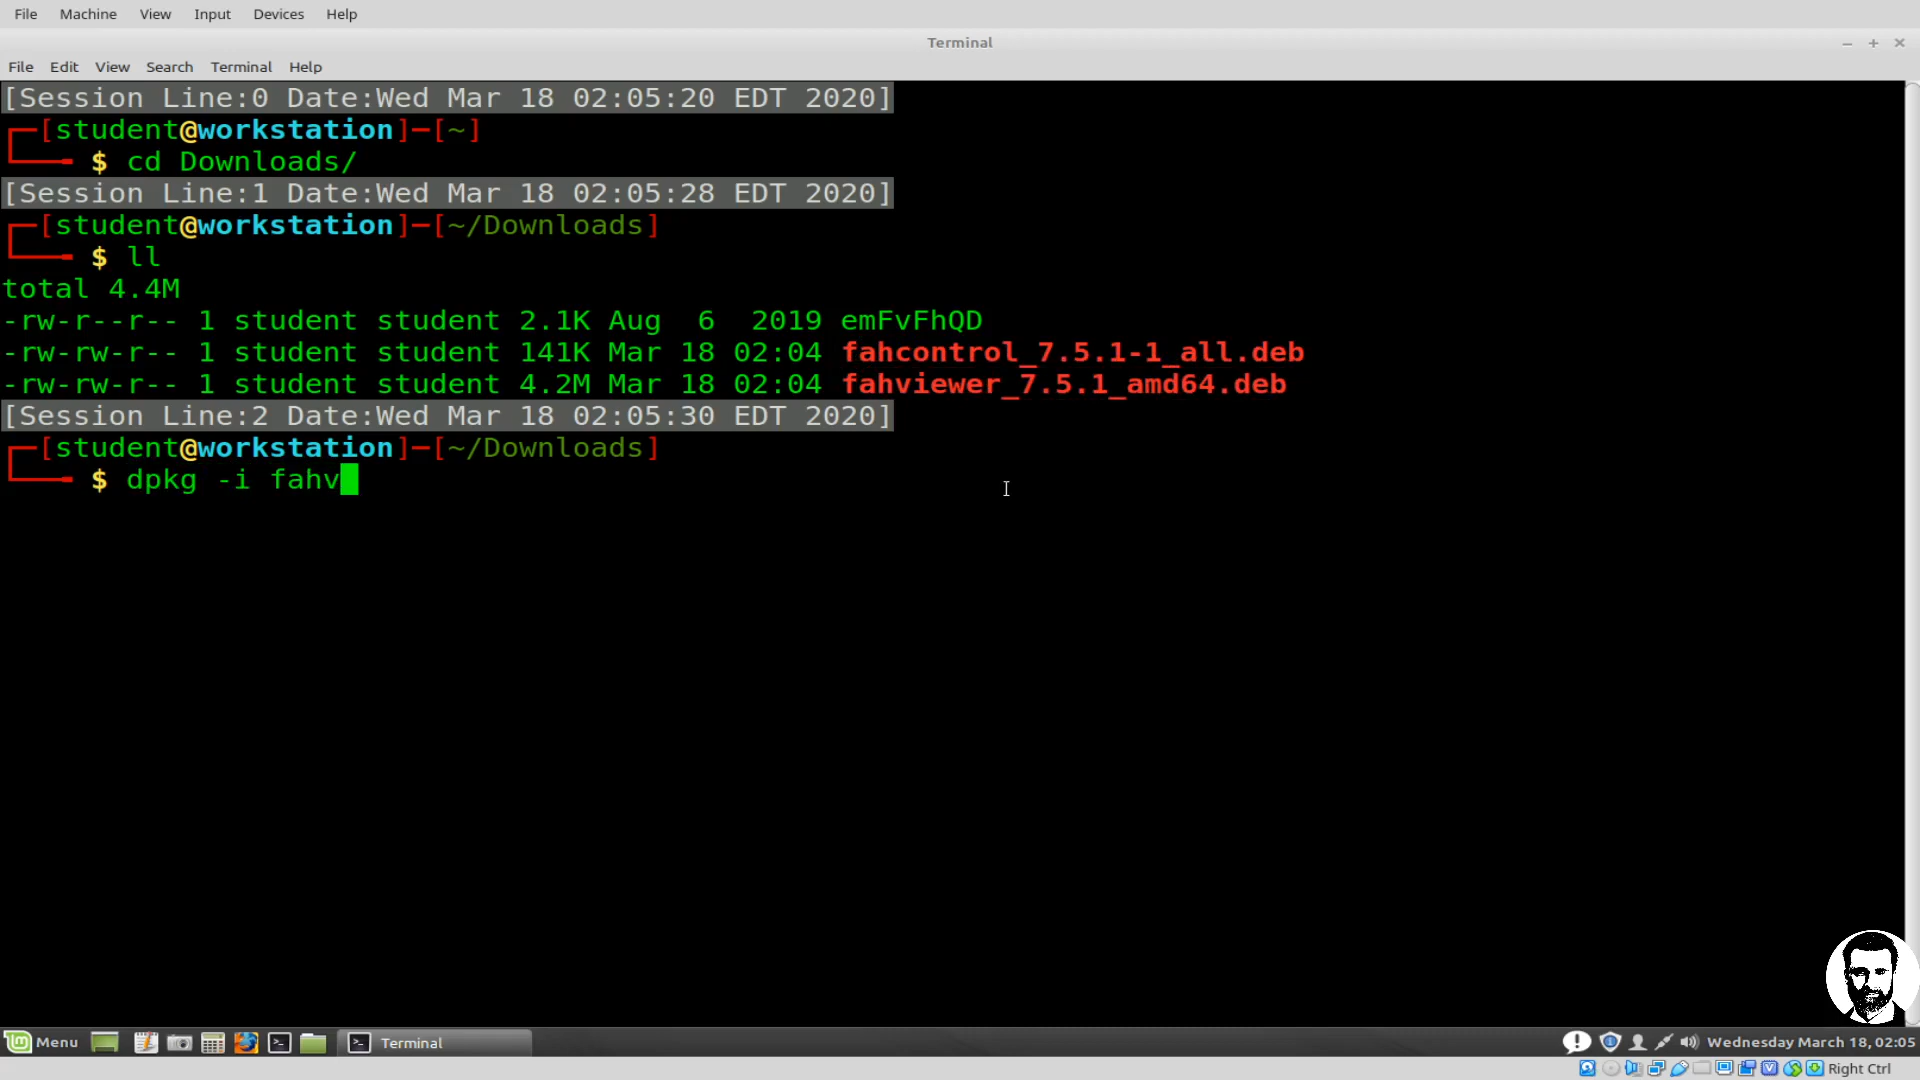 File Machine View Input Devices Help
Terminal
File Edit View Search Terminal Help
[Session Line:0 Date:Wed Mar 18 02:05:20 EDT 2020]
[student@workstation]─[~]
$ cd Downloads/
[Session Line:1 Date:Wed Mar 18 02:05:28 EDT 2020]
[student@workstation]─[~/Downloads]
$ ll
total 4.4M
-rw-r--r-- 1 student student 2.1K Aug  6  2019 emFvFhQD
-rw-rw-r-- 1 student student 141K Mar 18 02:04 fahcontrol_7.5.1-1_all.deb
-rw-rw-r-- 1 student student 4.2M Mar 18 02:04 fahviewer_7.5.1_amd64.deb
[Session Line:2 Date:Wed Mar 18 02:05:30 EDT 2020]
[student@workstation]─[~/Downloads]
$ dpkg -i fahv
Menu Terminal Wednesday March 18, 02:05
Right Ctrl